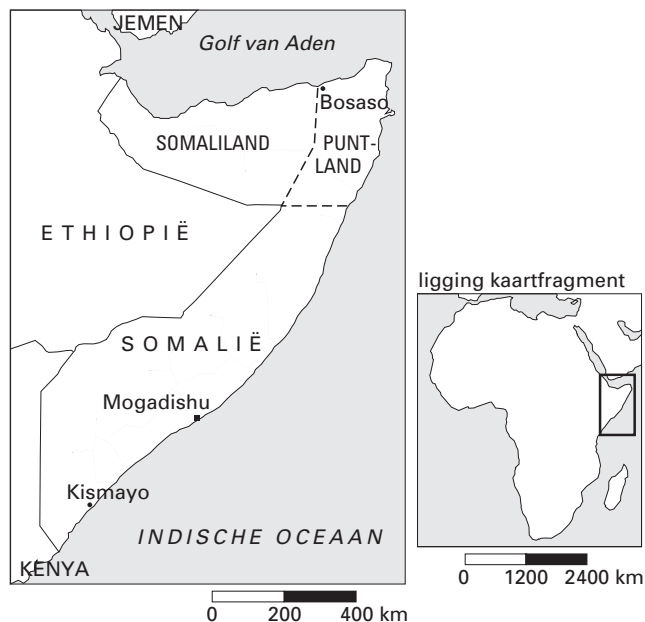 JEMEN
Golf van Aden
Bosaso
SOMALILAND
PUNT-
LAND
ETHIOPIË
SOMALIË
Mogadishu
Kismayo
INDISCHE OCEAAN
KENYA
0 200 400 km
ligging kaartfragment
0 1200 2400 km